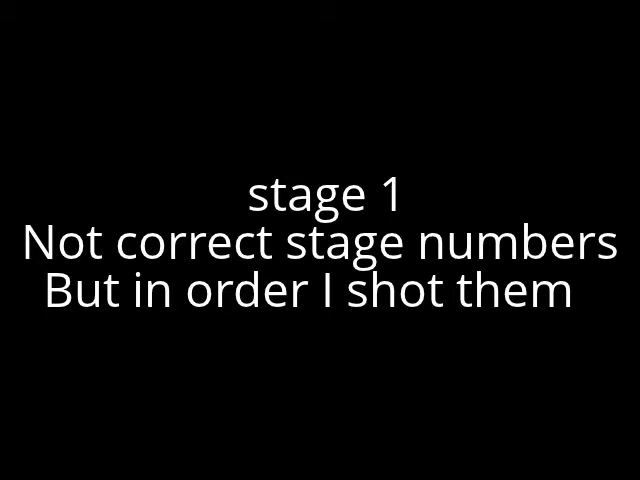 stage 1
Not correct stage numbers
But in order I shot them